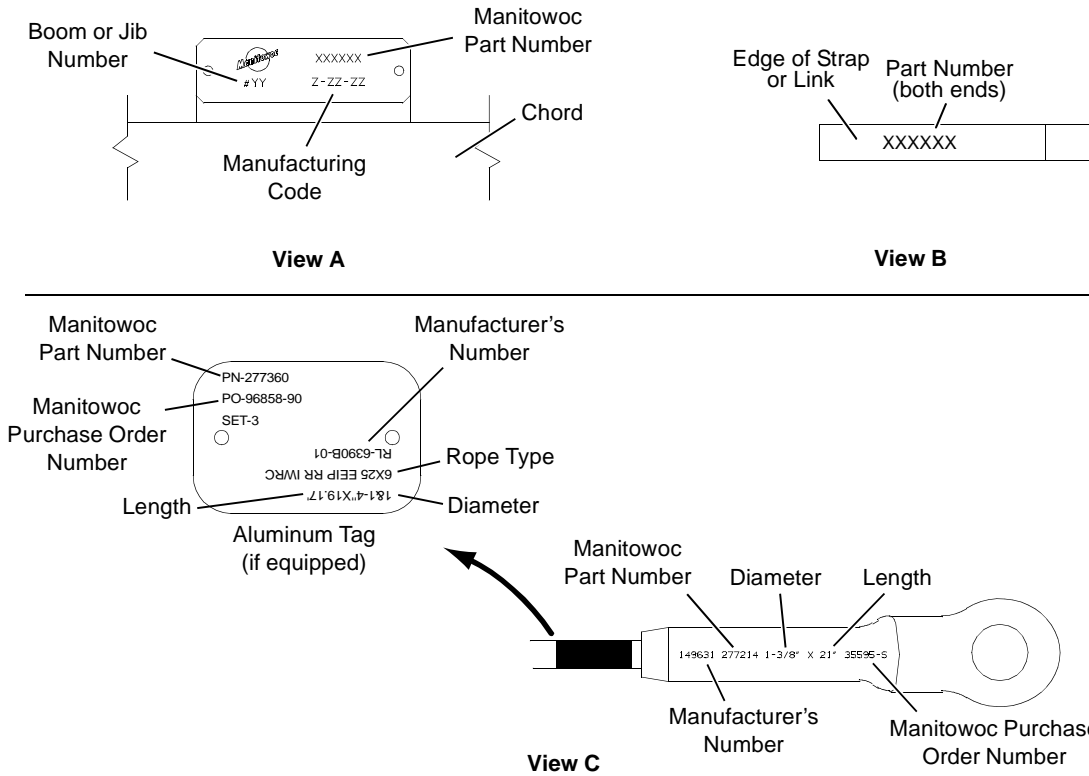 Boom or Jib
Number
Manitowoc
Part Number
MANITOWOC
XXXXXX
#YY
Z-ZZ-ZZ
Chord
Manufacturing
Code
View A
Edge of Strap
or Link
Part Number
(both ends)
XXXXXX
View B
Manitowoc
Part Number
Manufacturer's
Number
PN-277360
PO-96858-90
SET-3
Manitowoc
Purchase Order
Number
RL-6390B-01
6X25 EEIP RR IWRC
1&1-4"X19.17'
Rope Type
Length
Diameter
Aluminum Tag
(if equipped)
Manitowoc
Part Number
Diameter
Length
149631 277214 1-3/8" X 21' 35595-S
Manufacturer's
Number
Manitowoc Purchase
Order Number
View C